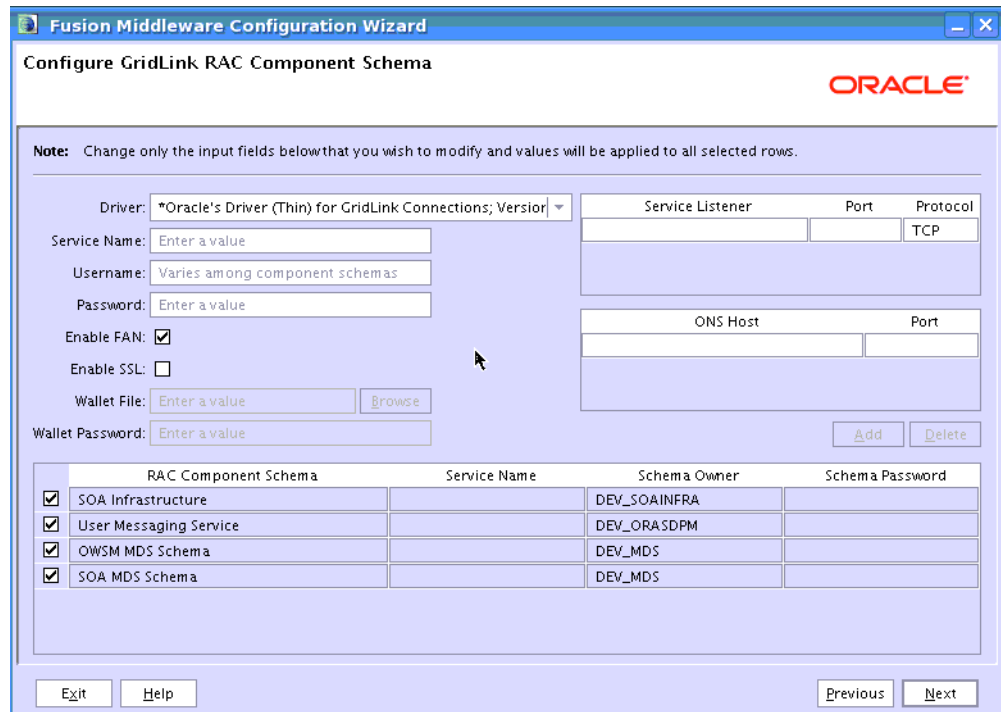 Fusion Middleware Configuration Wizard
Configure GridLink RAC Component Schema
ORACLE
Note: Change only the input fields below that you wish to modify and values will be applied to all selected rows.
Driver: *Oracle's Driver (Thin) for GridLink Connections; Version
Service Name: Enter a value
Username: Varies among component schemas
Password: Enter a value
Enable FAN:
Enable SSL:
Wallet File: Enter a value Browse
Wallet Password: Enter a value
Service Listener Port Protocol
TCP
ONS Host Port
Add Delete
RAC Component Schema Service Name Schema Owner Schema Password
SOA Infrastructure DEV_SOAINFRA
User Messaging Service DEV_ORASDPM
OWSM MDS Schema DEV_MDS
SOA MDS Schema DEV_MDS
Exit Help Previous Next